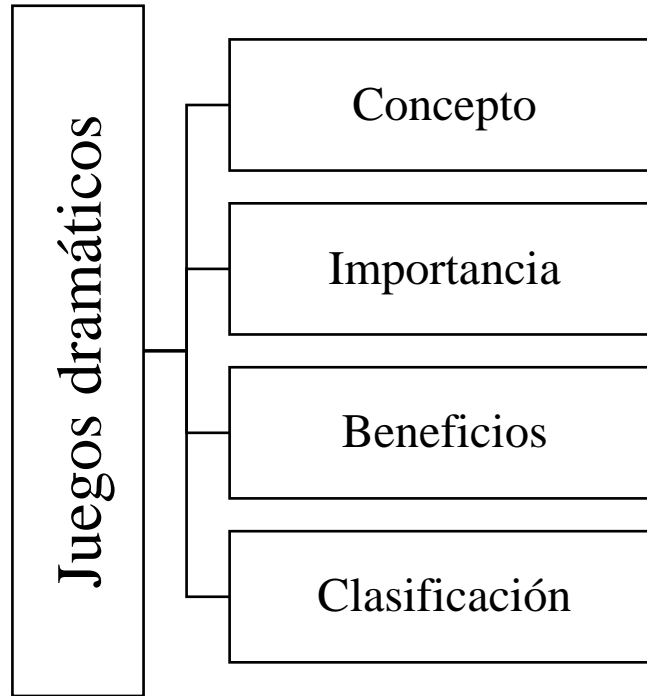 Juegos dramáticos
Concepto
Importancia
Beneficios
Clasificación